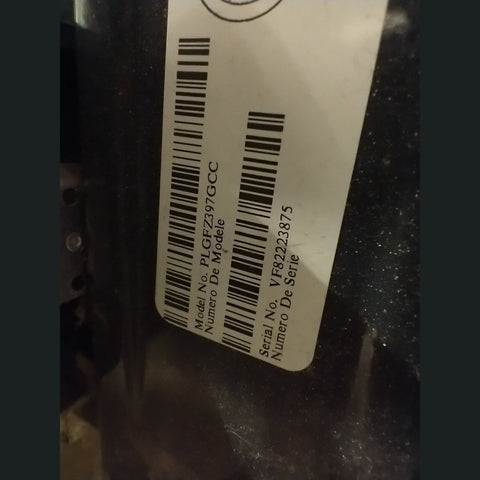 Model No. PLGFZ397GCC
Numero De Modele
Serial No. VF82223875
Numero De Serie